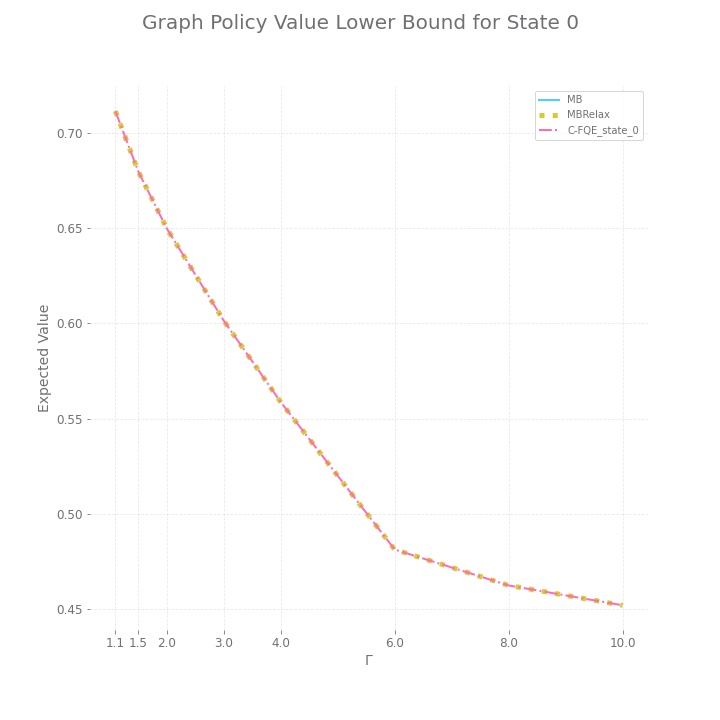 Graph Policy Value Lower Bound for State 0
MB
MBRelax
C-FQE_state_0
Expected Value
0.70
0.65
0.60
0.55
0.50
0.45
1.1 1.5 2.0 3.0 4.0 6.0 8.0 10.0
Γ